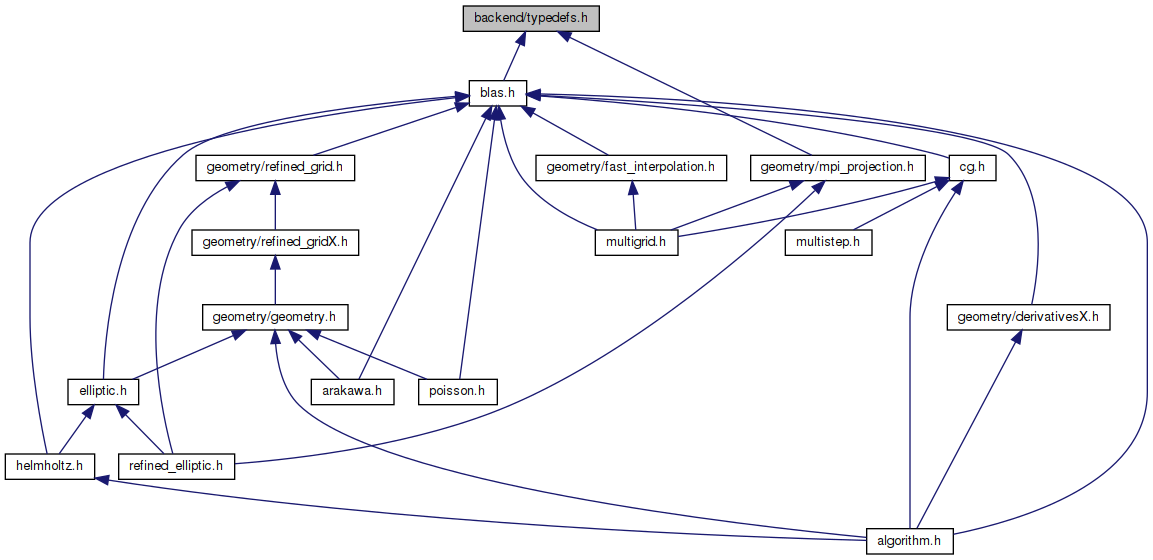 backend/typedefs.h
blas.h
geometry/refined_grid.h
geometry/fast_interpolation.h
geometry/mpi_projection.h
cg.h
geometry/refined_gridX.h
multigrid.h
multistep.h
geometry/geometry.h
geometry/derivativesX.h
elliptic.h
arakawa.h
poisson.h
helmholtz.h
refined_elliptic.h
algorithm.h